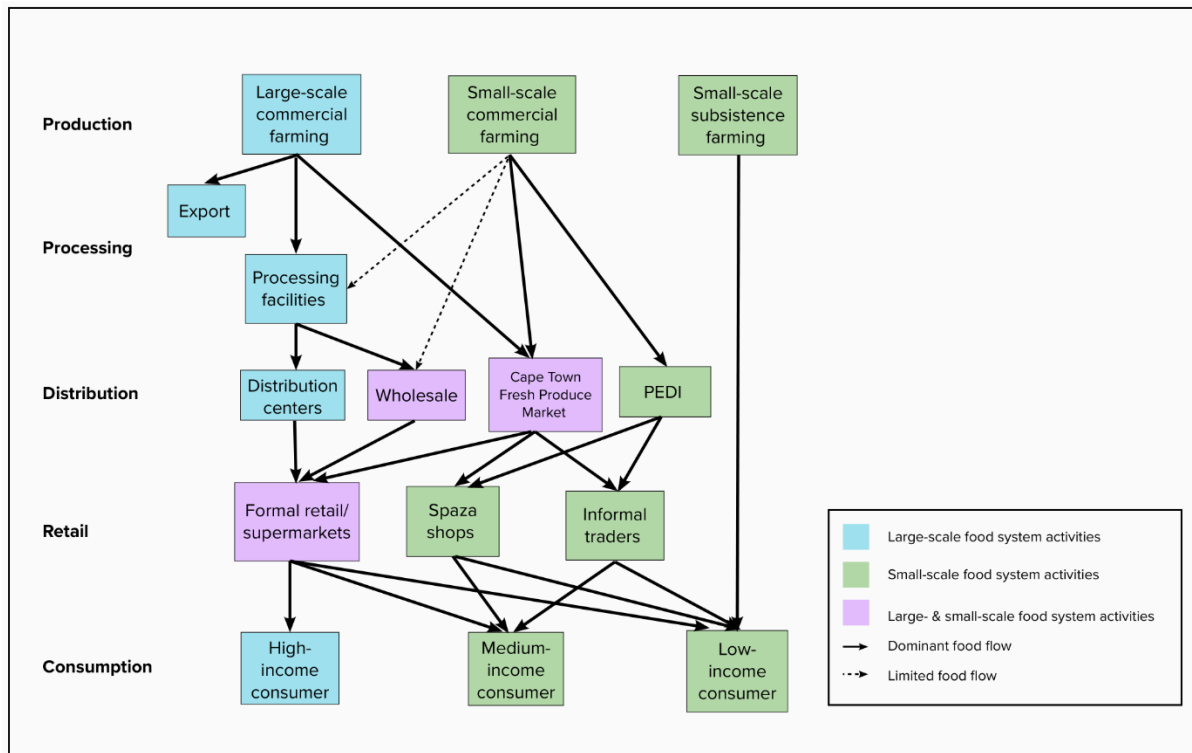 Production
Large-scale
commercial
farming
Small-scale
commercial
farming
Small-scale
subsistence
farming
Export
Processing
Processing
facilities
Distribution
Distribution
centers
Wholesale
Cape Town
Fresh Produce
Market
PEDI
Retail
Formal retail/
supermarkets
Spaza
shops
Informal
traders
Consumption
High-
income
consumer
Medium-
income
consumer
Low-
income
consumer
Large-scale food system activities
Small-scale food system activities
Large- & small-scale food system activities
Dominant food flow
Limited food flow